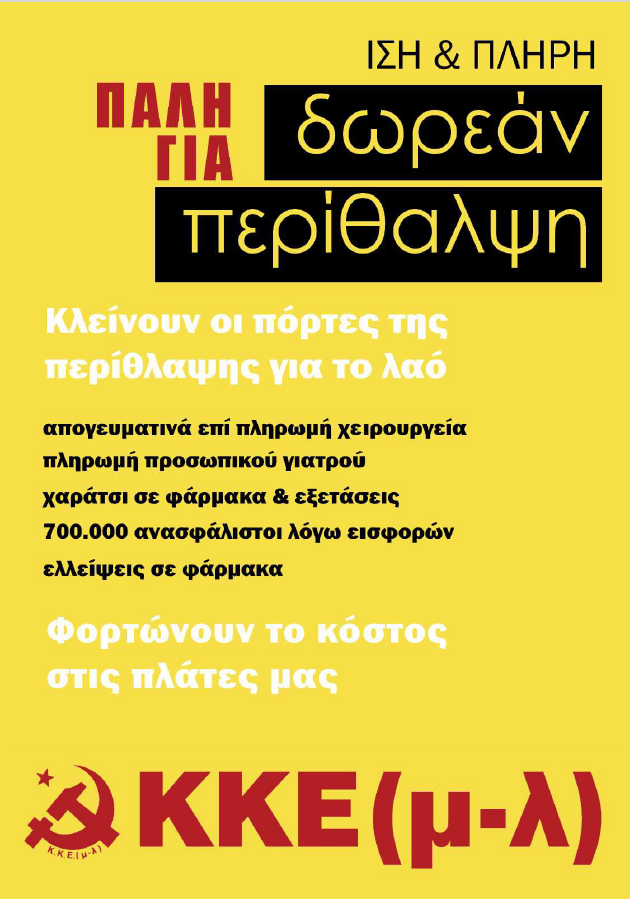 ΙΣΗ & ΠΛΗΡΗ
ΠΑΛΗ
ΓΙΑ
δωρεάν
περίθαλψη
Κλείνουν οι πόρτες της
περίθλαψης για το λαό
απογευματινά επί πληρωμή χειρουργεία
πληρωμή προσωπικού γιατρού
χαράτσι σε φάρμακα & εξετάσεις
700.000 ανασφάλιστοι λόγω εισφορών
ελλείψεις σε φάρμακα
Φορτώνουν το κόστος
στις πλάτες μας
Κ.Κ.Ε.(μ-λ)
ΚΚΕ(μ-λ)